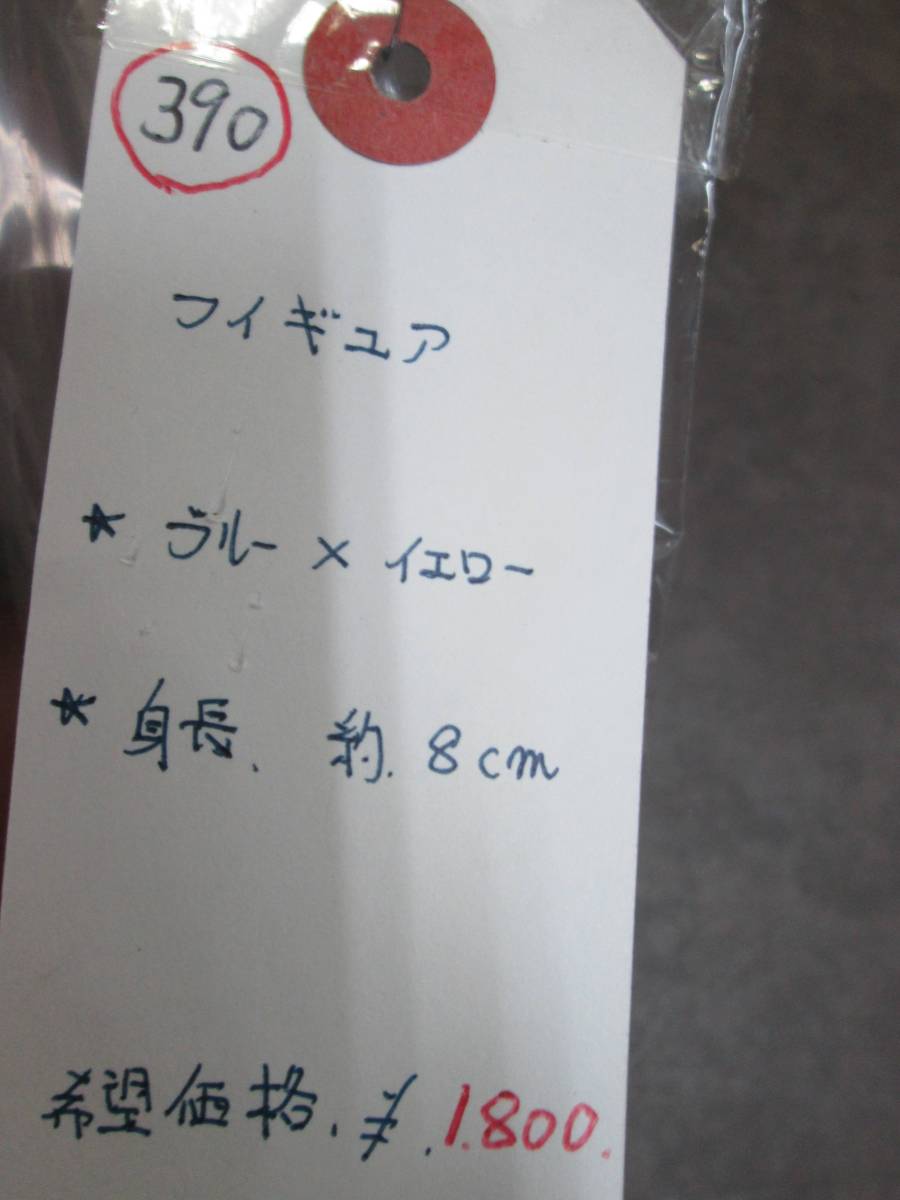 390
フィギュア
* ブルー × イエロー
* 身長. 約. 8cm
希望価格. ¥. 1.800.